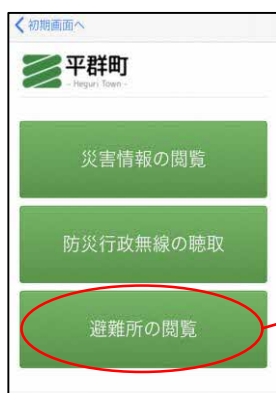 初期画面へ
平群町
- Heguri Town -
災害情報の閲覧
防災行政無線の聴取
避難所の閲覧